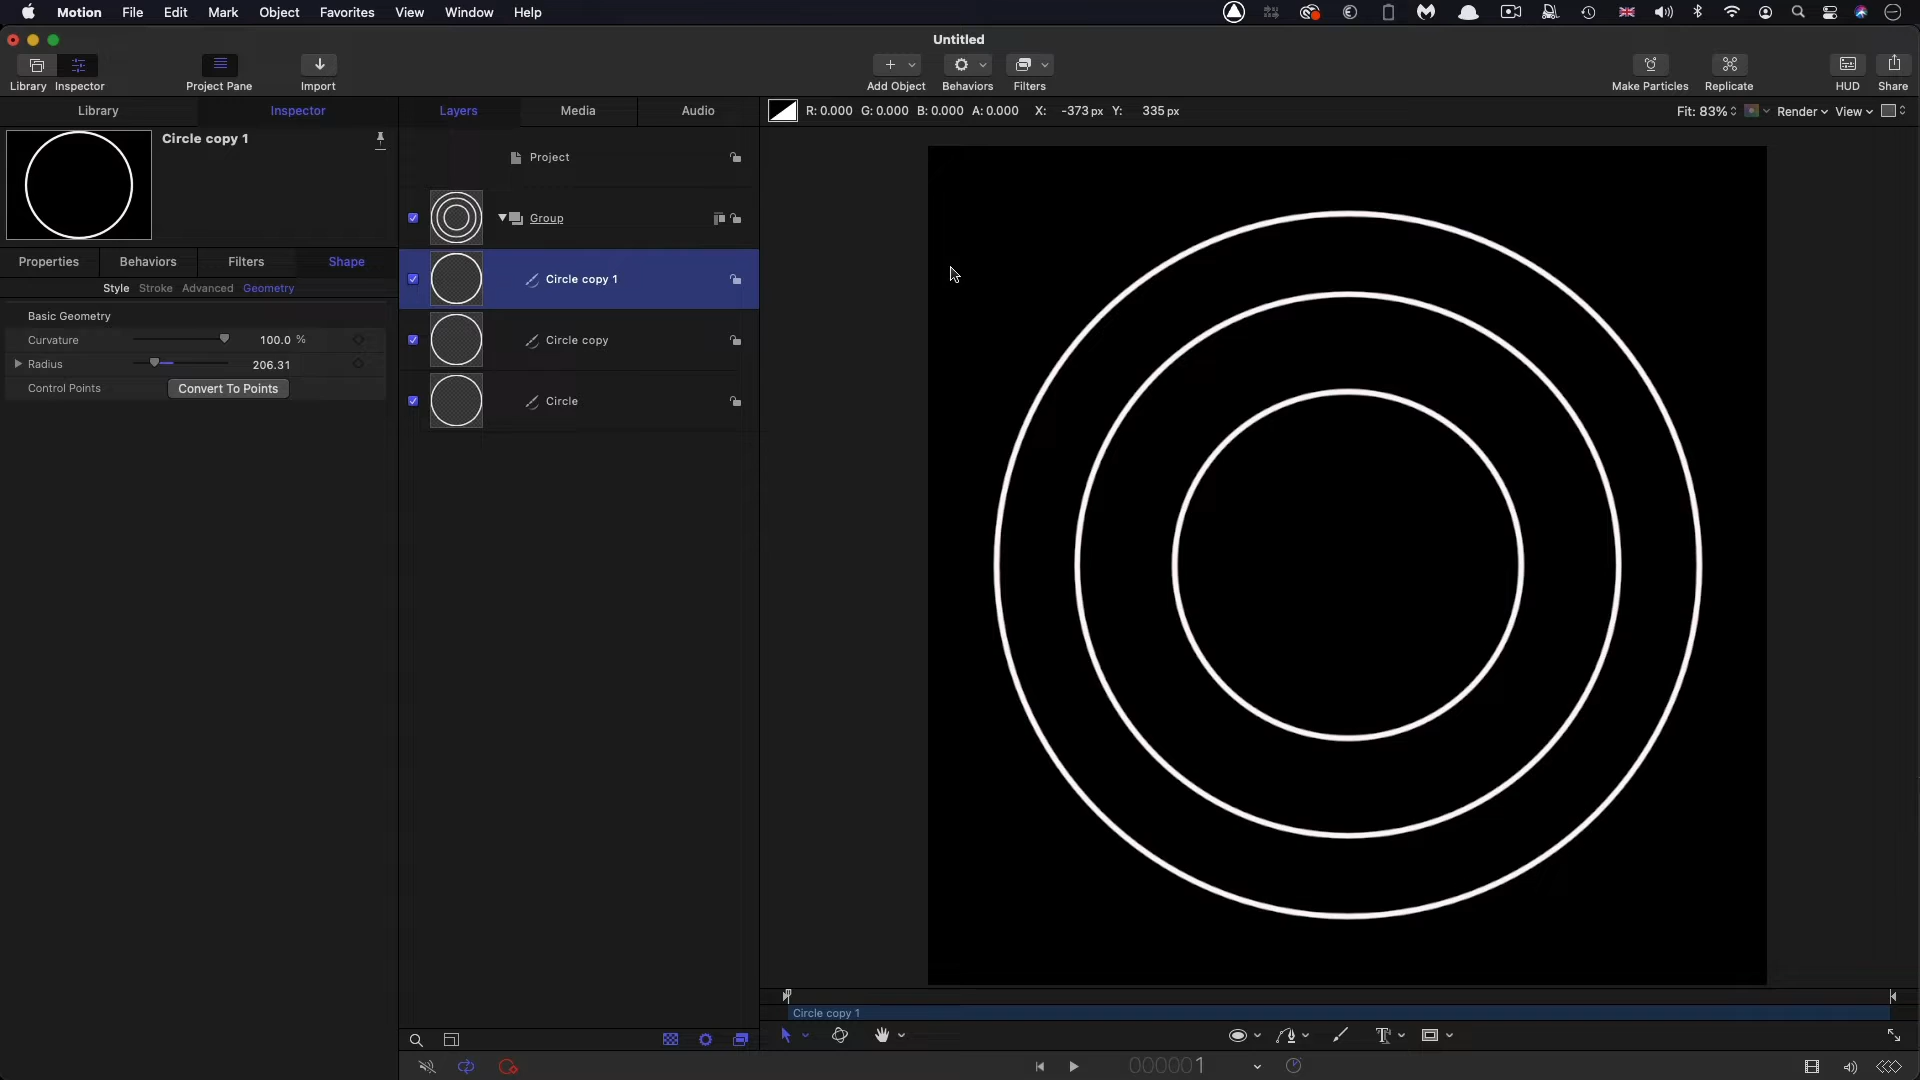 Motion File Edit Mark Object Favorites View Window Help
Untitled
Library Inspector Project Pane Import Add Object Behaviors Filters Make Particles Replicate HUD Share
Library Inspector Layers Media Audio R: 0.000 G: 0.000 B: 0.000 A: 0.000 X: -373 px Y: 335 px Fit: 83% Render View
Circle copy 1
Project
Group
Properties Behaviors Filters Shape
Style Stroke Advanced Geometry
Circle copy 1
Basic Geometry
Curvature 100.0 %
Circle copy
Radius 206.31
Control Points Convert To Points
Circle
Circle copy 1
T
000001